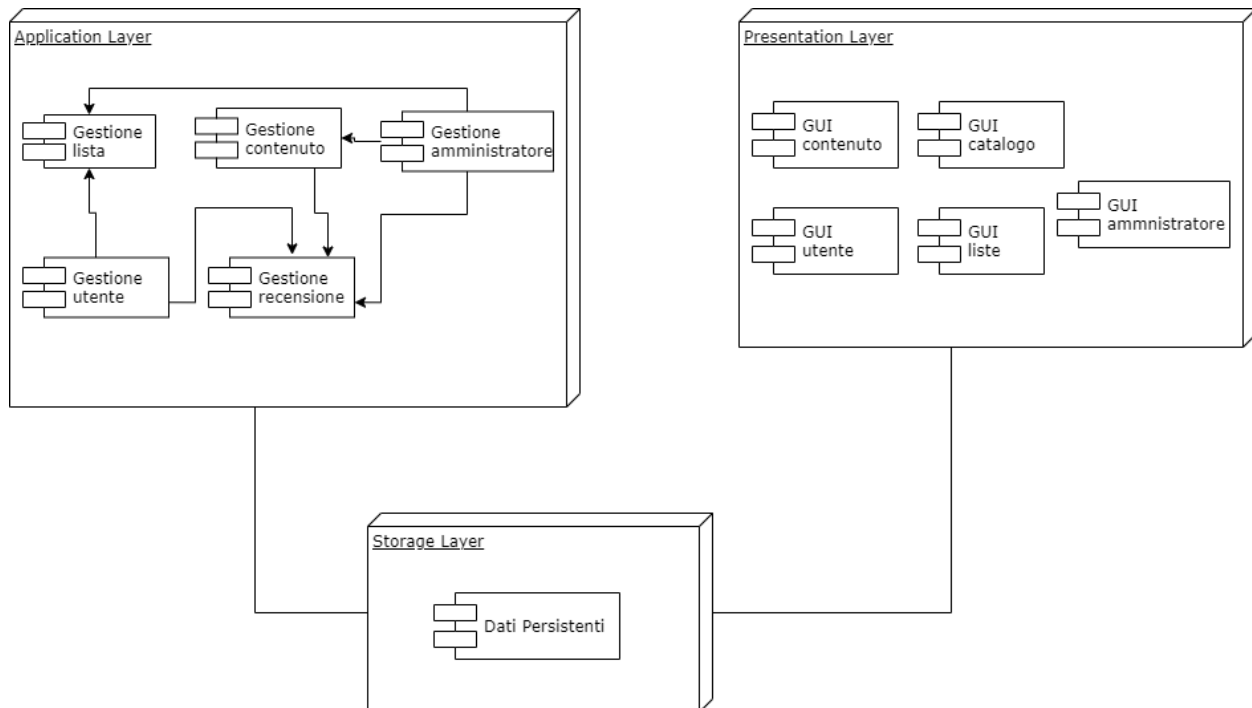 Application Layer
Gestione
lista
Gestione
contenuto
Gestione
amministratore
Gestione
utente
Gestione
recensione
Presentation Layer
GUI
contenuto
GUI
catalogo
GUI
ammnistratore
GUI
utente
GUI
liste
Storage Layer
Dati Persistenti